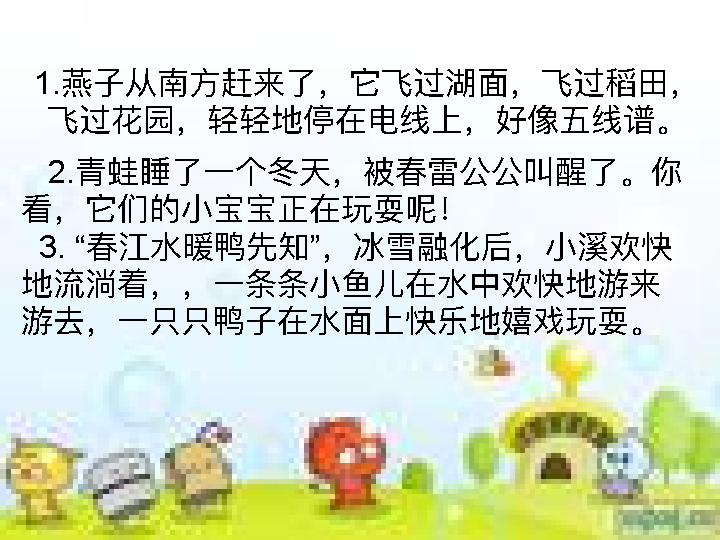 1.燕子从南方赶来了，它飞过湖面，飞过稻田，
飞过花园，轻轻地停在电线上，好像五线谱。
2.青蛙睡了一个冬天，被春雷公公叫醒了。你
看，它们的小宝宝正在玩耍呢！
3. “春江水暖鸭先知”，冰雪融化后，小溪欢快
地流淌着，，一条条小鱼儿在水中欢快地游来
游去，一只只鸭子在水面上快乐地嬉戏玩耍。